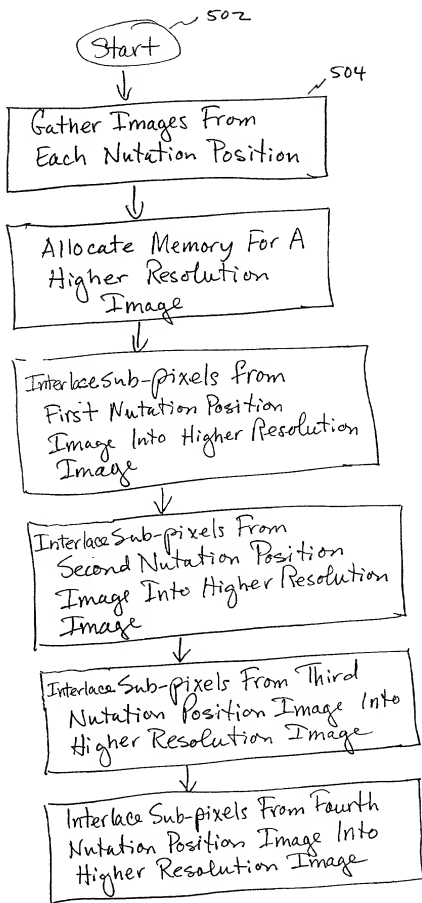 502
Start
504
Gather Images From
Each Nutation Position
Allocate Memory For A
Higher Resolution
Image
Interlace Sub-pixels from
First Nutation Position
Image Into Higher Resolution
Image
Interlace Sub-pixels From
Second Nutation Position
Image Into Higher Resolution
Image
Interlace Sub-pixels From Third
Nutation Position Image Into
Higher Resolution Image
Interlace Sub-pixels From Fourth
Nutation Position Image Into
Higher Resolution Image